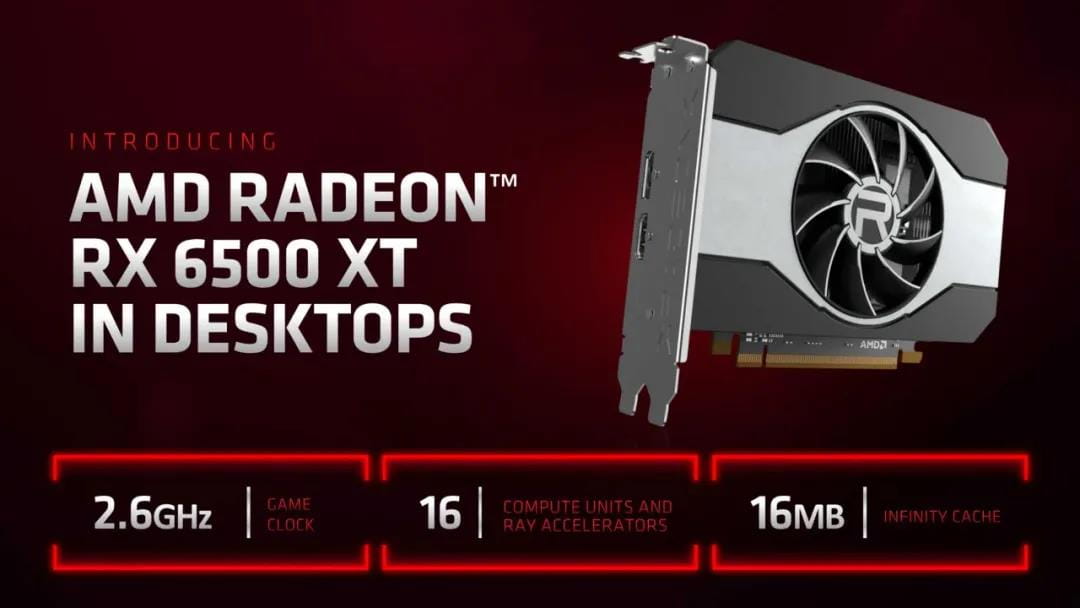 INTRODUCING
AMD RADEON™
RX 6500 XT
IN DESKTOPS
R
AMD
2.6GHz
GAME
CLOCK
16
COMPUTE UNITS AND
RAY ACCELERATORS
16MB
INFINITY CACHE